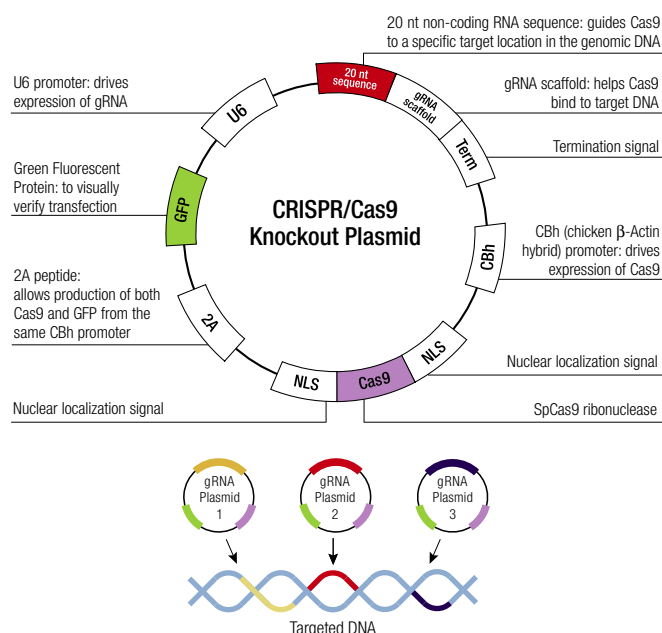 20 nt non-coding RNA sequence: guides Cas9
to a specific target location in the genomic DNA
U6 promoter: drives
expression of gRNA
20 nt
sequence
gRNA
scaffold
gRNA scaffold: helps Cas9
bind to target DNA
U6
Term
Termination signal
Green Fluorescent
Protein: to visually
verify transfection
GFP
CRISPR/Cas9
Knockout Plasmid
CBh
CBh (chicken β-Actin
hybrid) promoter: drives
expression of Cas9
2A peptide:
allows production of both
Cas9 and GFP from the
same CBh promoter
2A
NLS
Cas9
NLS
Nuclear localization signal
Nuclear localization signal
SpCas9 ribonuclease
gRNA
Plasmid
1
gRNA
Plasmid
2
gRNA
Plasmid
3
Targeted DNA